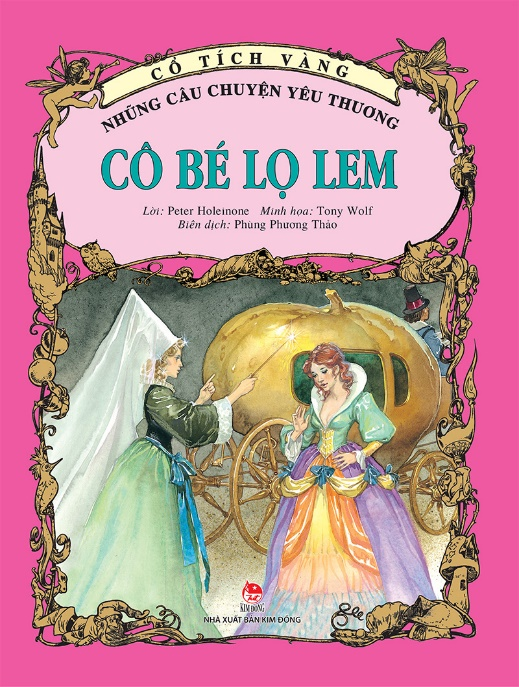 CỔ TÍCH VÀNG
NHỮNG CÂU CHUYỆN YÊU THƯƠNG
CÔ BÉ LỌ LEM
Lời: Peter Holeinone Minh họa: Tony Wolf
Biên dịch: Phùng Phương Thảo
KIM ĐỒNG
NHÀ XUẤT BẢN KIM ĐỒNG